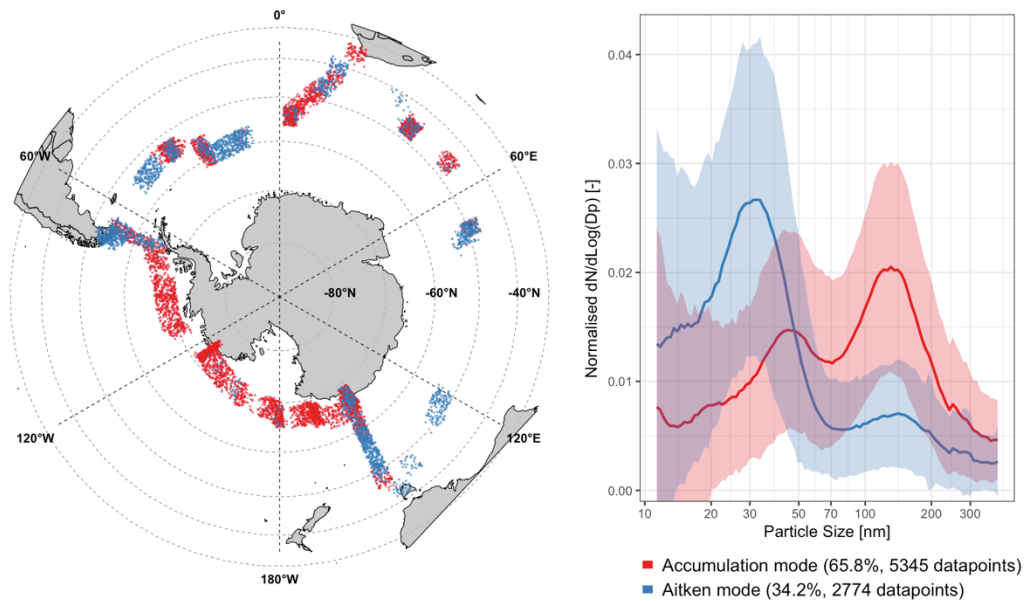 0°
60°W
60°E
-80°N
-60°N
-40°N
120°W
120°E
180°W
Normalised dN/dLog(Dp) [-]
0.04
0.03
0.02
0.01
0.00
10
20
30
50
70
100
200
300
Particle Size [nm]
Accumulation mode (65.8%, 5345 datapoints)
Aitken mode (34.2%, 2774 datapoints)